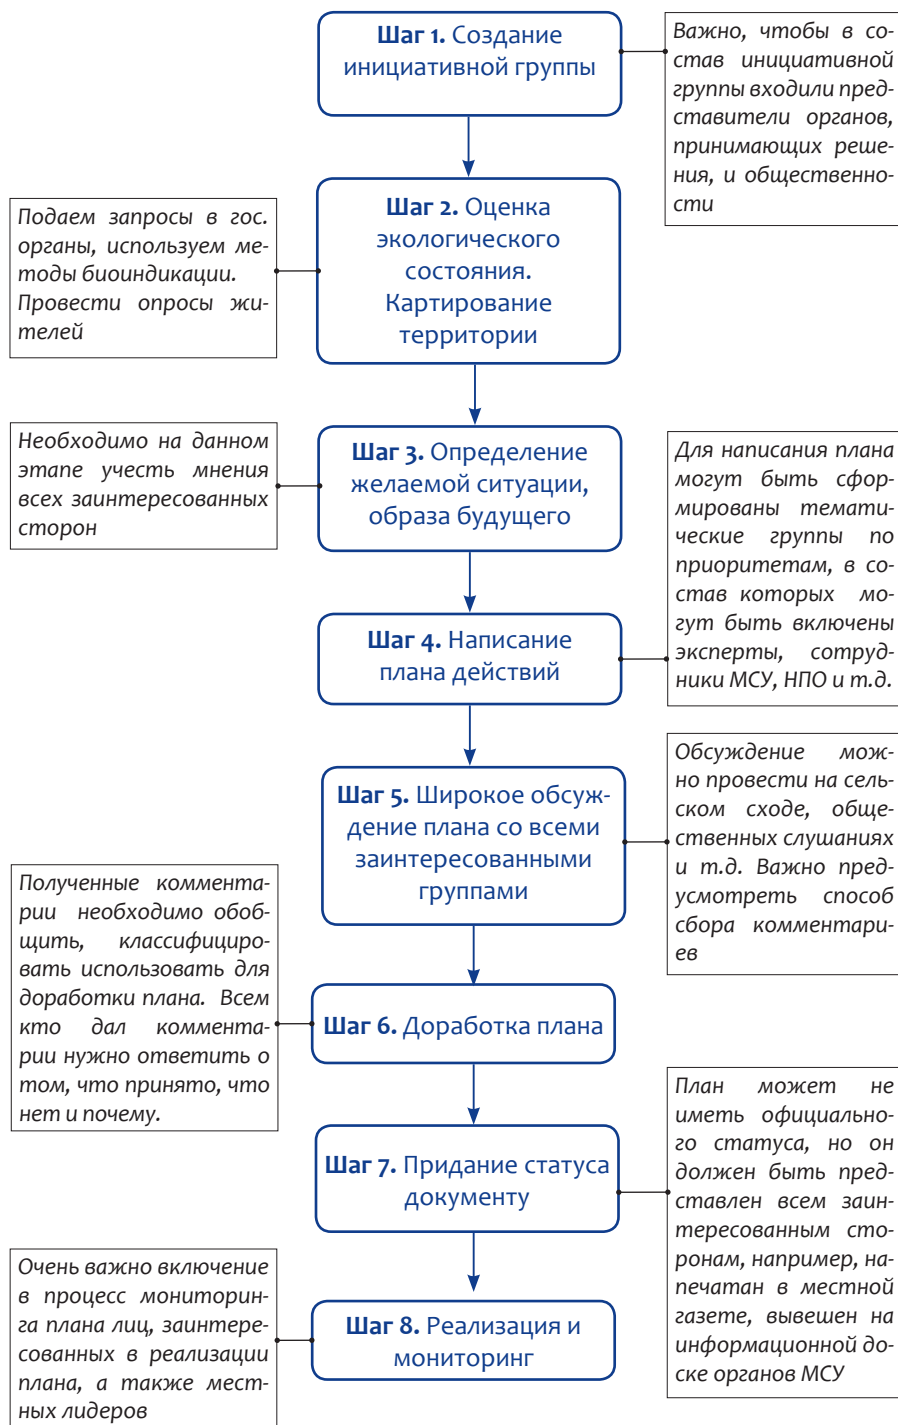 Шаг 1. Создание
инициативной группы
Важно, чтобы в со-
став инициативной
группы входили пред-
ставители органов,
принимающих реше-
ния, и общественно-
сти
Шаг 2. Оценка
экологического
состояния.
Картирование
территории
Подаем запросы в гос.
органы, используем ме-
тоды биоиндикации.
Провести опросы жи-
телей
Шаг 3. Определение
желаемой ситуации,
образа будущего
Необходимо на данном
этапе учесть мнения
всех заинтересованных
сторон
Для написания плана
могут быть сфор-
мированы темати-
ческие группы по
приоритетам, в со-
став которых мо-
гут быть включены
эксперты, сотруд-
ники МСУ, НПО и т.д.
Шаг 4. Написание
плана действий
Шаг 5. Широкое обсуж-
дение плана со всеми
заинтересованными
группами
Обсуждение мож-
но провести на сель-
ском сходе, обще-
ственных слушаниях
и т.д. Важно пред-
усмотреть способ
сбора комментари-
ев
Полученные коммента-
рии необходимо обоб-
щить, классифициро-
вать использовать для
доработки плана. Всем
кто дал коммента-
рии нужно ответить о
том, что принято, что
нет и почему.
Шаг 6. Доработка плана
Шаг 7. Придание статуса
документу
План может не
иметь официально-
го статуса, но он
должен быть пред-
ставлен всем заин-
тересованным сто-
ронам, например, на-
печатан в местной
газете, вывешен на
информационной до-
ске органов МСУ
Очень важно включение
в процесс мониторин-
га плана лиц, заинтере-
сованных в реализации
плана, а также мест-
ных лидеров
Шаг 8. Реализация и
мониторинг